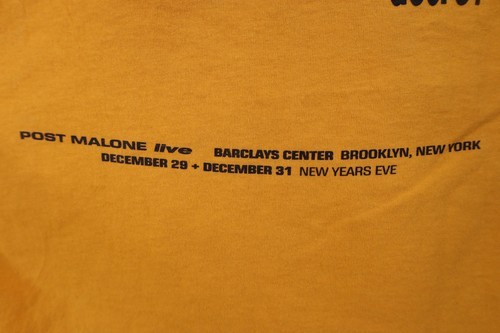 POST MALONE live BARCLAYS CENTER BROOKLYN, NEW YORK
DECEMBER 29 + DECEMBER 31 NEW YEARS EVE